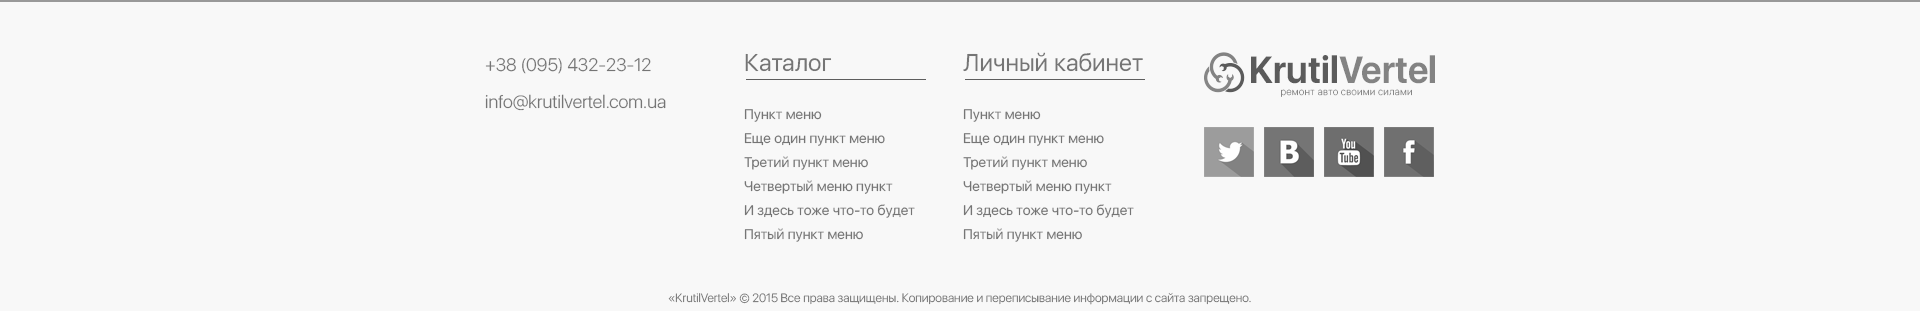 +38 (095) 432-23-12
info@krutilvertel.com.ua
Каталог
Пункт меню
Еще один пункт меню
Третий пункт меню
Четвертый меню пункт
И здесь тоже что-то будет
Пятый пункт меню
Личный кабинет
Пункт меню
Еще один пункт меню
Третий пункт меню
Четвертый меню пункт
И здесь тоже что-то будет
Пятый пункт меню
KrutilVertel
ремонт авто своими силами
B
You
Tube
f
«KrutilVertel» © 2015 Все права защищены. Копирование и переписывание информации с сайта запрещено.